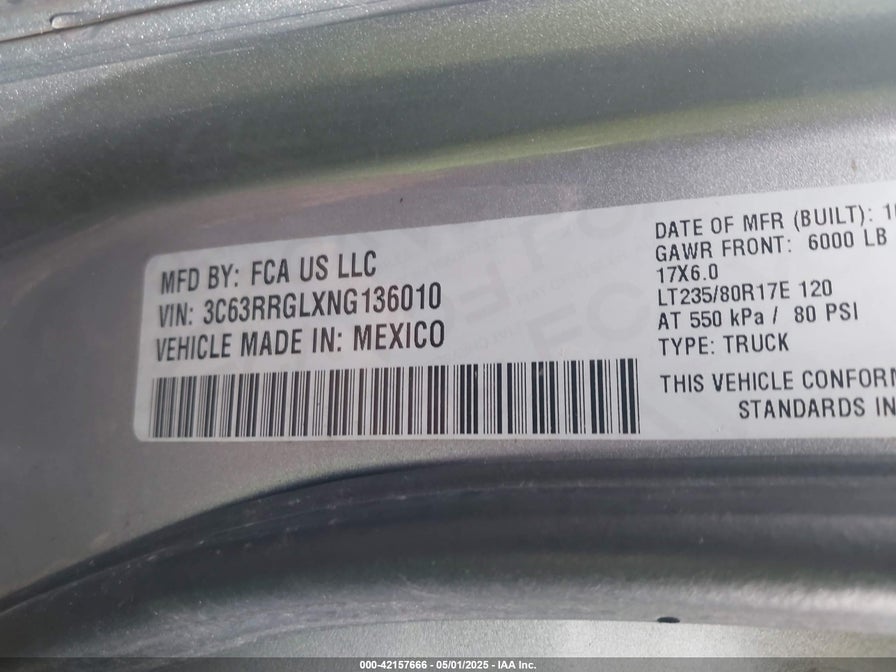 MFD BY: FCA US LLC
VIN: 3C63RRGLXNG136010
VEHICLE MADE IN: MEXICO
DATE OF MFR (BUILT):
GAWR FRONT: 6000 LB
17X6.0
LT235/80R17E 120
AT 550 kPa / 80 PSI
TYPE: TRUCK
THIS VEHICLE
STANDARDS IN
000-42157666 - 05/01/2025 - IAA Inc.